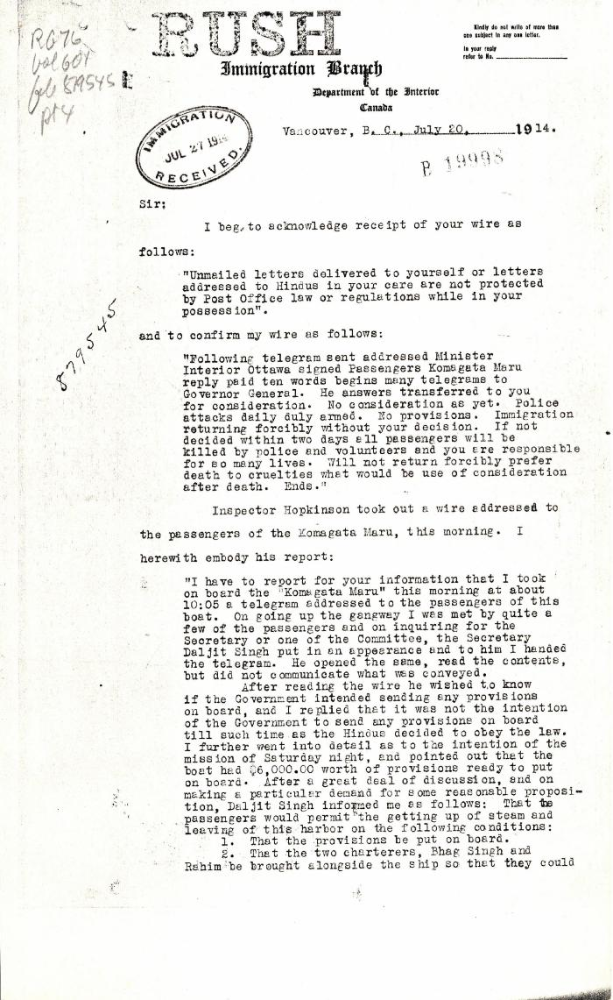 RUSH
RG76
vol 601
file 879545
pt 4
Kindly do not write of more than
one subject in any one letter.
In your reply
refer to No.
Immigration Branch
Department of the Interior
Canada
IMMIGRATION
JUL 27 1914
RECEIVED.
Vancouver, B. C., July 20, 1914.
B 19998
Sir:
I beg to acknowledge receipt of your wire as
follows:
"Unmailed letters delivered to yourself or letters
addressed to Hindus in your care are not protected
by Post Office law or regulations while in your
possession".
879545
and to confirm my wire as follows:
"Following telegram sent addressed Minister
Interior Ottawa signed Passengers Komagata Maru
reply paid ten words begins many telegrams to
Governor General. He answers transferred to you
for consideration. No consideration as yet. Police
attacks daily duly armed. No provisions. Immigration
returning forcibly without your decision. If not
decided within two days all passengers will be
killed by police and volunteers and you are responsible
for so many lives. Will not return forcibly prefer
death to cruelties what would be use of consideration
after death. Ends."
Inspector Hopkinson took out a wire addressed to
the passengers of the Komagata Maru, this morning. I
herewith embody his report:
"I have to report for your information that I took
on board the "Komagata Maru" this morning at about
10:05 a telegram addressed to the passengers of this
boat. On going up the gangway I was met by quite a
few of the passengers and on inquiring for the
Secretary or one of the Committee, the Secretary
Daljit Singh put in an appearance and to him I handed
the telegram. He opened the same, read the contents,
but did not communicate what was conveyed.
After reading the wire he wished to know
if the Government intended sending any provisions
on board, and I replied that it was not the intention
of the Government to send any provisions on board
till such time as the Hindus decided to obey the law.
I further went into detail as to the intention of the
mission of Saturday night, and pointed out that the
boat had $6,000.00 worth of provisions ready to put
on board. After a great deal of discussion, and on
making a particular demand for some reasonable proposi-
tion, Daljit Singh informed me as follows: That the
passengers would permit the getting up of steam and
leaving of this harbor on the following conditions:
1. That the provisions be put on board.
2. That the two charterers, Bhag Singh and
Rahim be brought alongside the ship so that they could